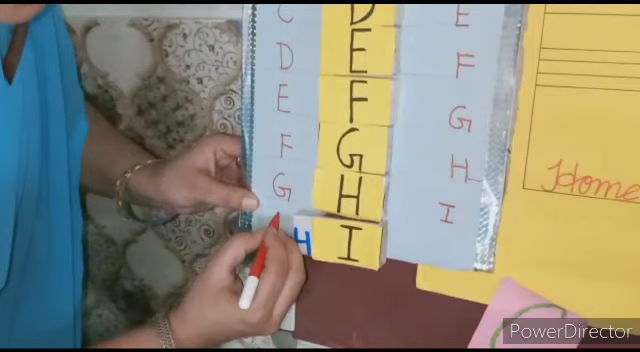 C D E
D E F
E F G
F G H
G H I
H I
Home
PowerDirector